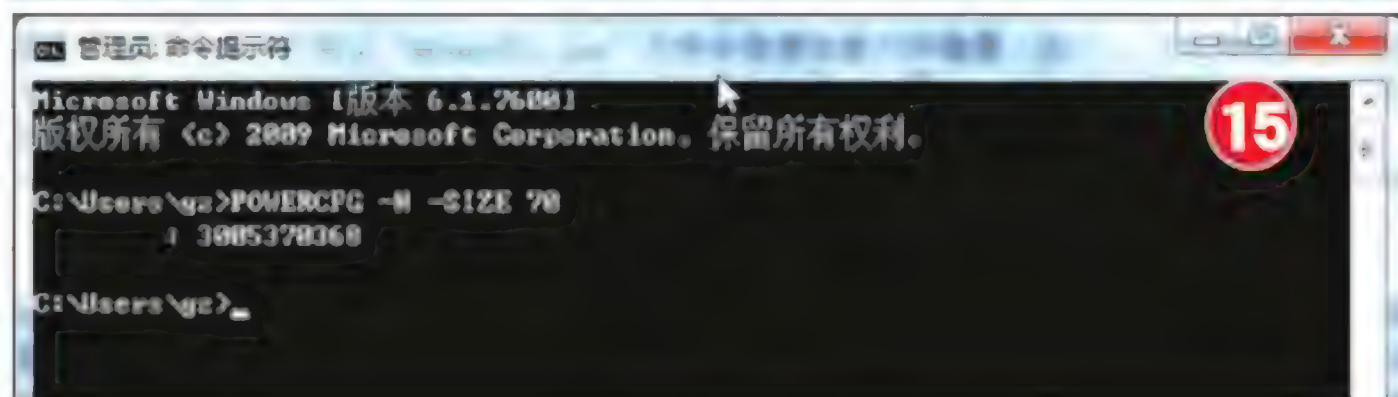 管理员: 命令提示符
15
Microsoft Windows [版本 6.1.7600]
版权所有 (c) 2009 Microsoft Corporation。保留所有权利。
C:\Users\gz>POWERCFG -H -SIZE 70
3005370368
C:\Users\gz>_